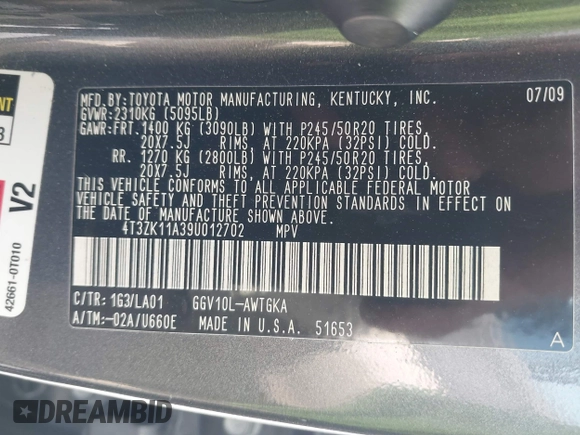 MFD.BY:TOYOTA MOTOR MANUFACTURING, KENTUCKY, INC. 07/09
GVWR:2310KG (5095LB)
GAWR:FRT.1400 KG (3090LB) WITH P245/50R20 TIRES,
20X7.5J RIMS, AT 220KPA (32PSI) COLD.
RR. 1270 KG (2800LB) WITH P245/50R20 TIRES,
20X7.5J RIMS, AT 220KPA (32PSI) COLD.
THIS VEHICLE CONFORMS TO ALL APPLICABLE FEDERAL MOTOR
VEHICLE SAFETY AND THEFT PREVENTION STANDARDS IN EFFECT ON
THE DATE OF MANUFACTURE SHOWN ABOVE.
4T3ZK11A39U012702 MPV
C/TR:1G3/LA01 GGV10L-AWTGKA
A/TM:-02A/U660E MADE IN U.S.A. 51653
A
V2
42661-0T010
DREAMBID